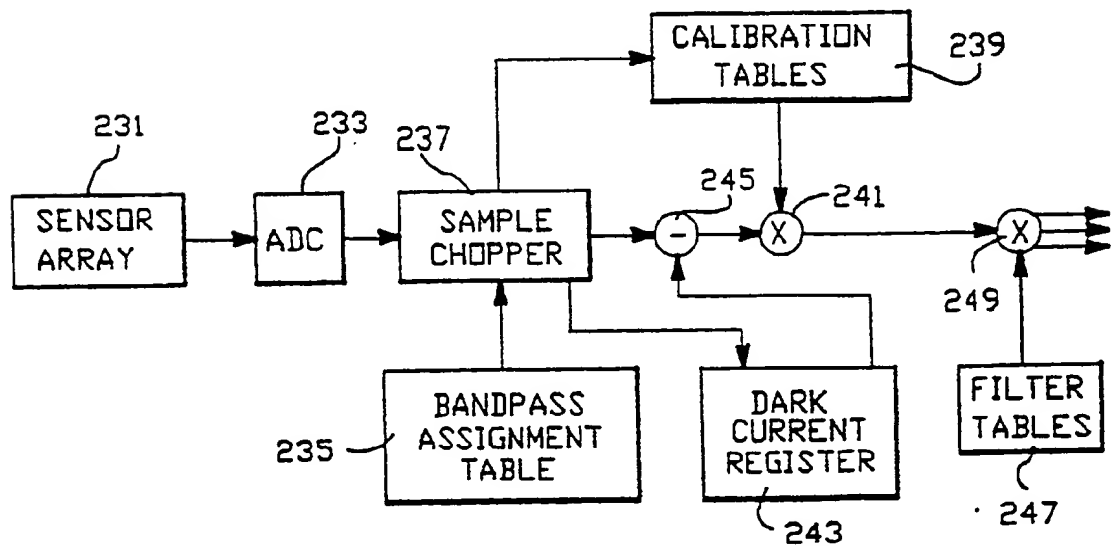 CALIBRATION
TABLES
239
231
233
237
SENSOR
ARRAY
ADC
SAMPLE
CHOPPER
245
-
X
241
X
249
235
BANDPASS
ASSIGNMENT
TABLE
DARK
CURRENT
REGISTER
243
FILTER
TABLES
247